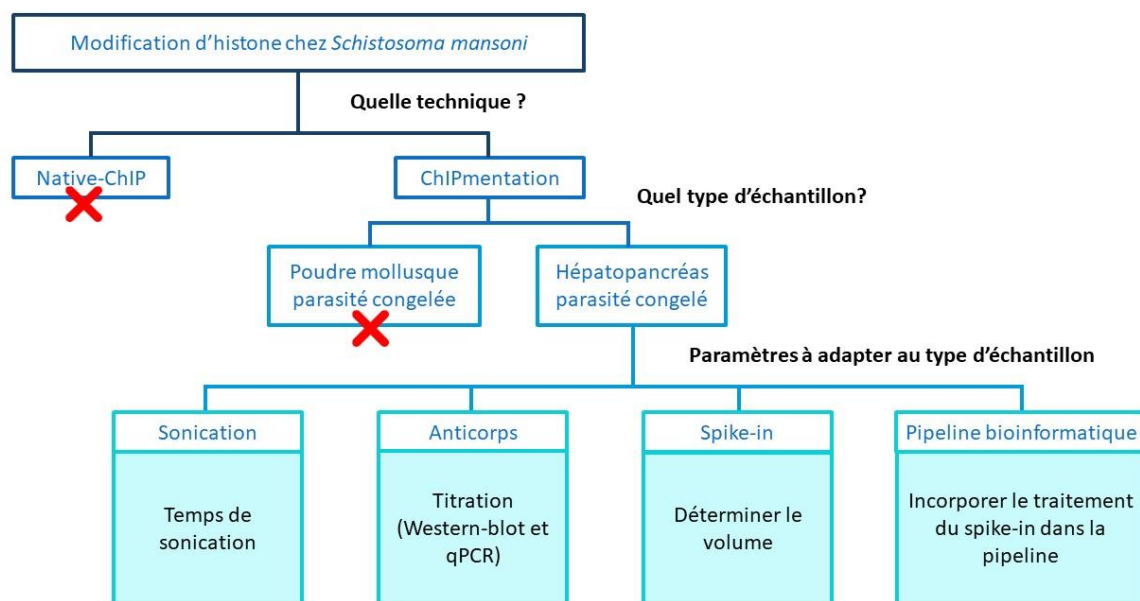 Modification d’histone chez Schistosoma mansoni
Quelle technique ?
Native-ChIP
ChIPmentation
Quel type d’échantillon?
Poudre mollusque
parasité congelée
Hépatopancréas
parasité congelé
Paramètres à adapter au type d’échantillon
Sonication
Temps de
sonication
Anticorps
Titration
(Western-blot et
qPCR)
Spike-in
Déterminer le
volume
Pipeline bioinformatique
Incorporer le traitement
du spike-in dans la
pipeline